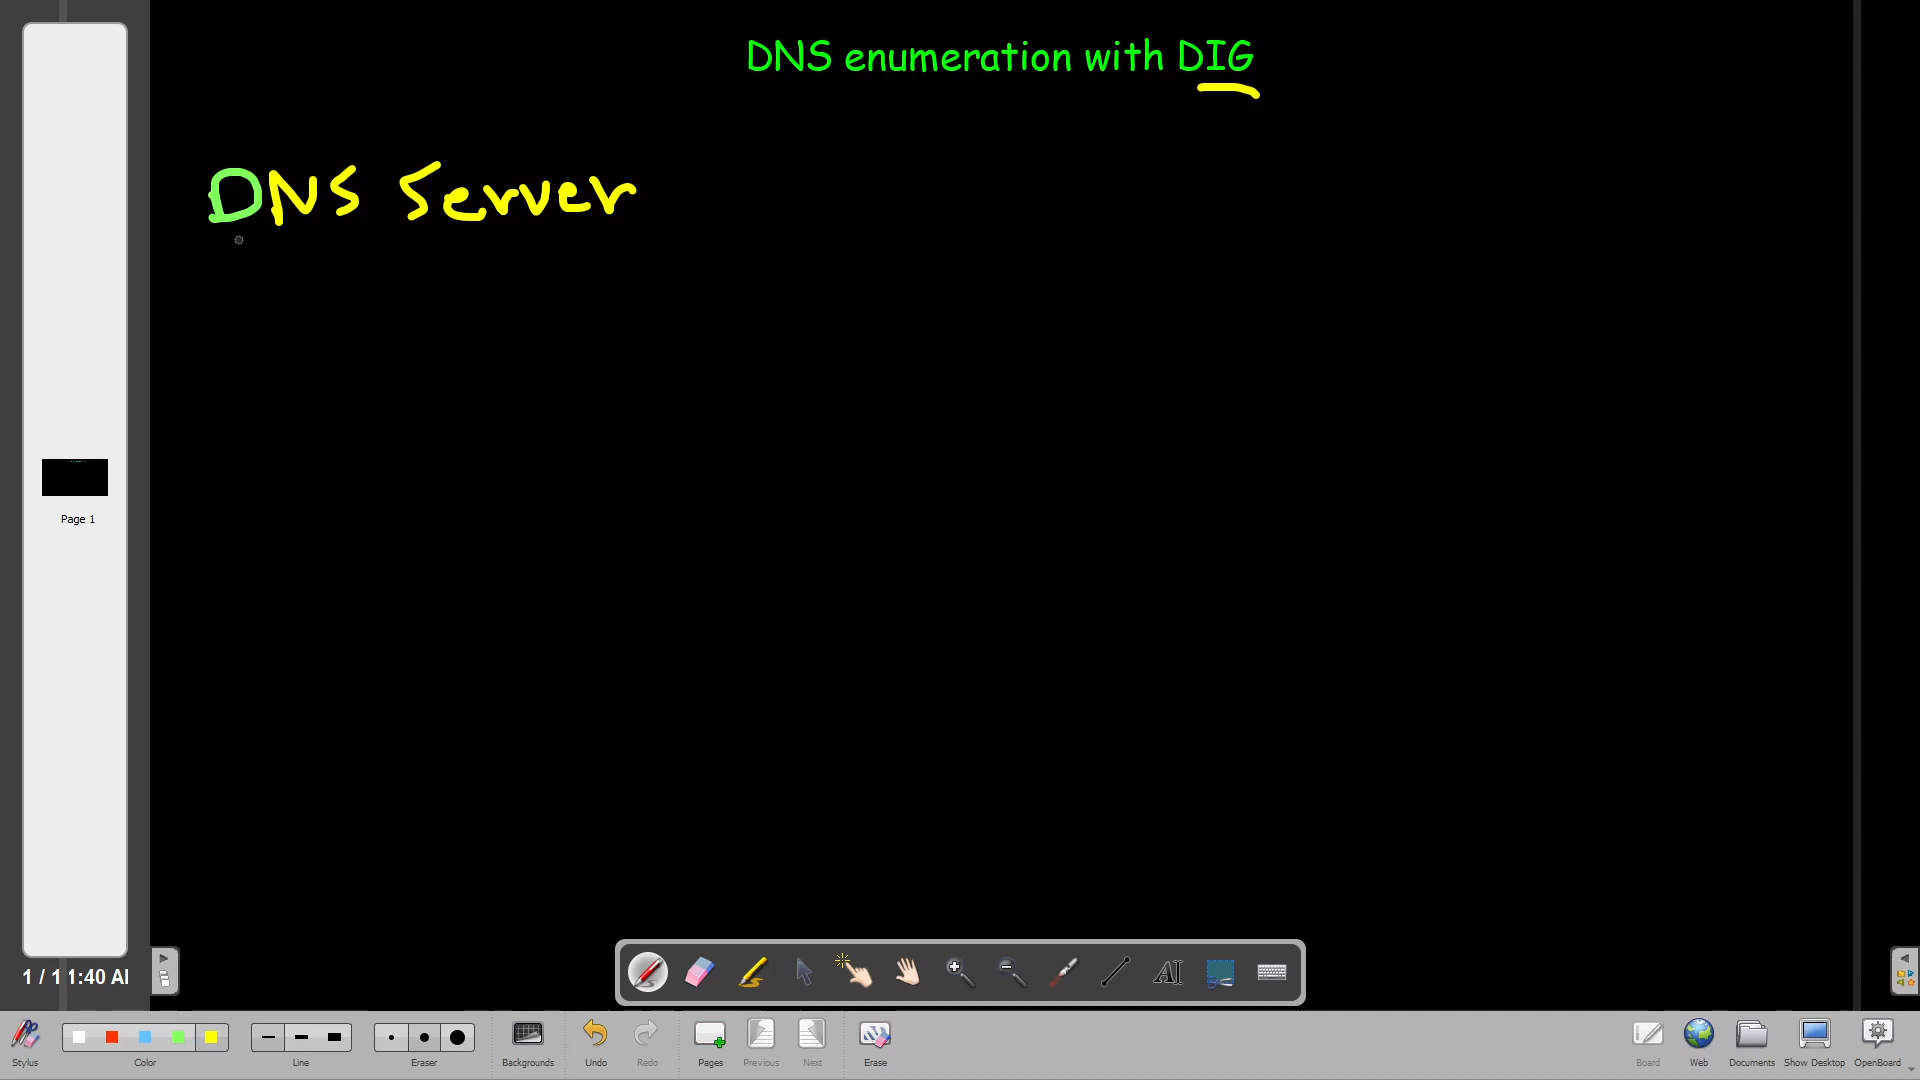 DNS enumeration with DIG
DNS Server
Page 1
1 / 1 1:40 AM
Stylus
Color
Line
Eraser
Backgrounds
Undo
Redo
Pages
Previous
Next
Erase
Board
Web
Documents
Show Desktop
OpenBoard